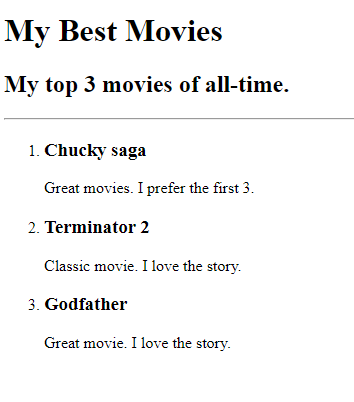 My Best Movies
My top 3 movies of all-time.
1. Chucky saga
Great movies. I prefer the first 3.
2. Terminator 2
Classic movie. I love the story.
3. Godfather
Great movie. I love the story.